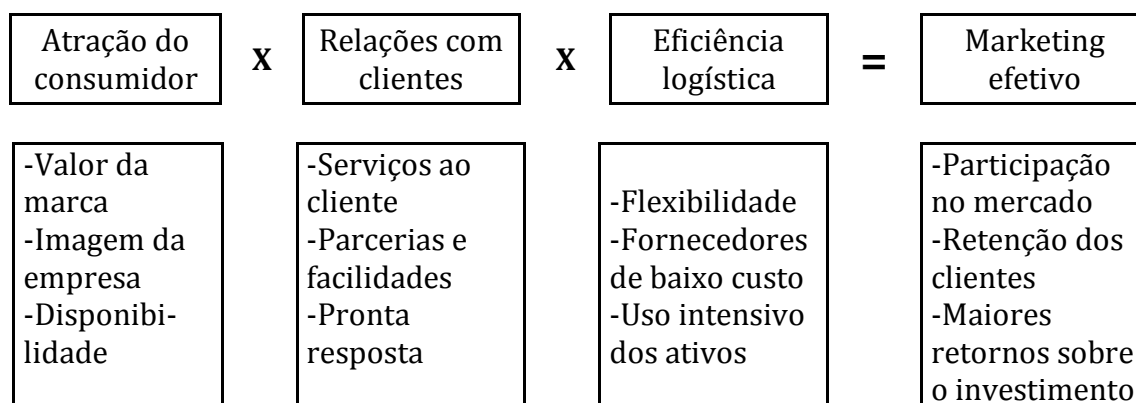 Atração do
consumidor
X
Relações com
clientes
X
Eficiência
logística
=
Marketing
efetivo
-Valor da
marca
-Imagem da
empresa
-Disponibi-
lidade
-Serviços ao
cliente
-Parcerias e
facilidades
-Pronta
resposta
-Flexibilidade
-Fornecedores
de baixo custo
-Uso intensivo
dos ativos
-Participação
no mercado
-Retenção dos
clientes
-Maiores
retornos sobre
o investimento